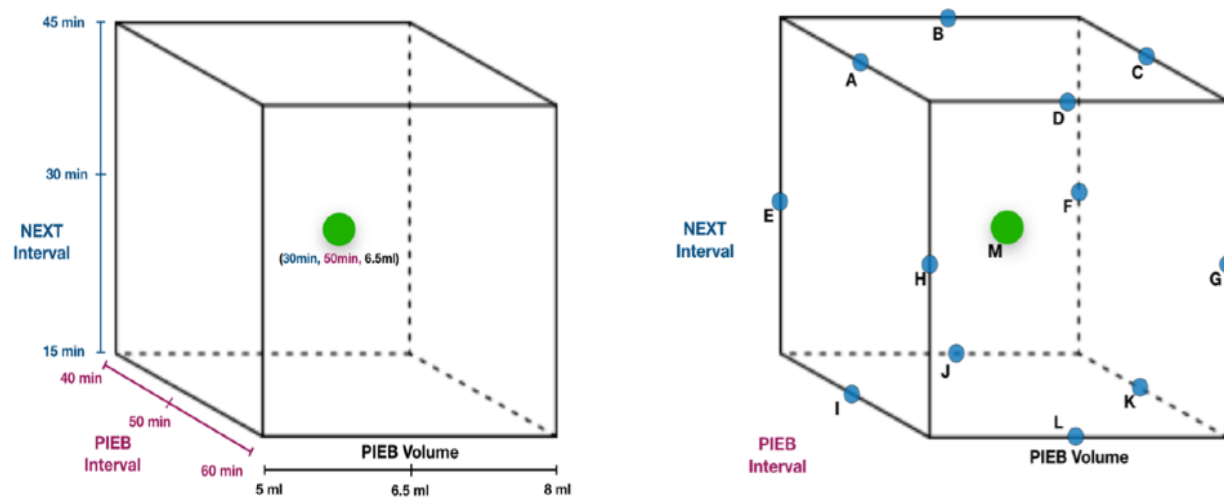 45 min
30 min
NEXT
Interval
15 min
40 min
50 min
PIEB
Interval
60 min
(30min, 50min, 6.5ml)
PIEB Volume
5 ml
6.5 ml
8 ml
B
A
C
D
E
F
NEXT
Interval
M
H
G
J
I
K
L
PIEB
Interval
PIEB Volume